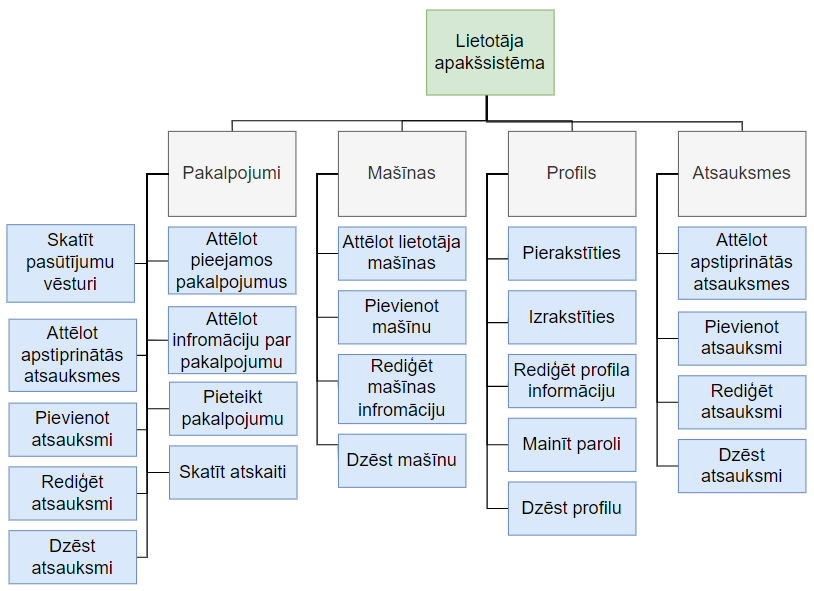 Lietotāja
apakšsistēma
Pakalpojumi
Mašīnas
Profils
Atsauksmes
Skatīt
pasūtījumu
vēsturi
Attēlot
apstiprinātās
atsauksmes
Pievienot
atsauksmi
Rediģēt
atsauksmi
Dzēst
atsauksmi
Attēlot
pieejamos
pakalpojumus
Attēlot
infromāciju par
pakalpojumu
Pieteikt
pakalpojumu
Skatīt atskaiti
Attēlot lietotāja
mašīnas
Pievienot
mašīnu
Rediģēt
mašīnas
infromāciju
Dzēst mašīnu
Pierakstīties
Izrakstīties
Rediģēt profila
informāciju
Mainīt paroli
Dzēst profilu
Attēlot
apstiprinātās
atsauksmes
Pievienot
atsauksmi
Rediģēt
atsauksmi
Dzēst
atsauksmi